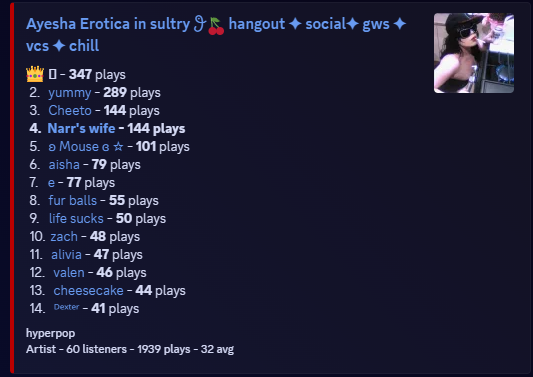 Ayesha Erotica in sultry 🍒 hangout ✦ social✦ gws ✦
vcs ✦ chill
👑 ▯ - 347 plays
2. yummy - 289 plays
3. Cheeto - 144 plays
4. Narr's wife - 144 plays
5. ʚ Mouse ɞ ☆ - 101 plays
6. aisha - 79 plays
7. e - 77 plays
8. fur balls - 55 plays
9. life sucks - 50 plays
10. zach - 48 plays
11. alivia - 47 plays
12. valen - 46 plays
13. cheesecake - 44 plays
14. Dexter - 41 plays
hyperpop
Artist - 60 listeners - 1939 plays - 32 avg